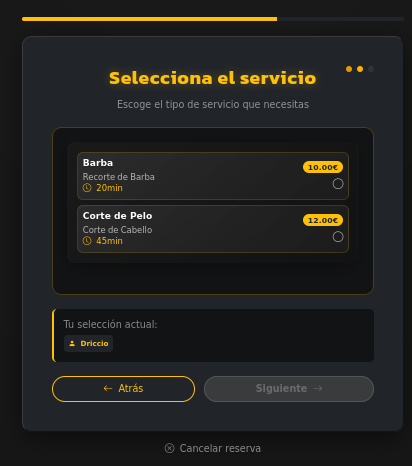 Selecciona el servicio
Escoge el tipo de servicio que necesitas
Barba
10.00€
Recorte de Barba
20min
Corte de Pelo
12.00€
Corte de Cabello
45min
Tu selección actual:
Driccio
← Atrás
Siguiente →
Cancelar reserva